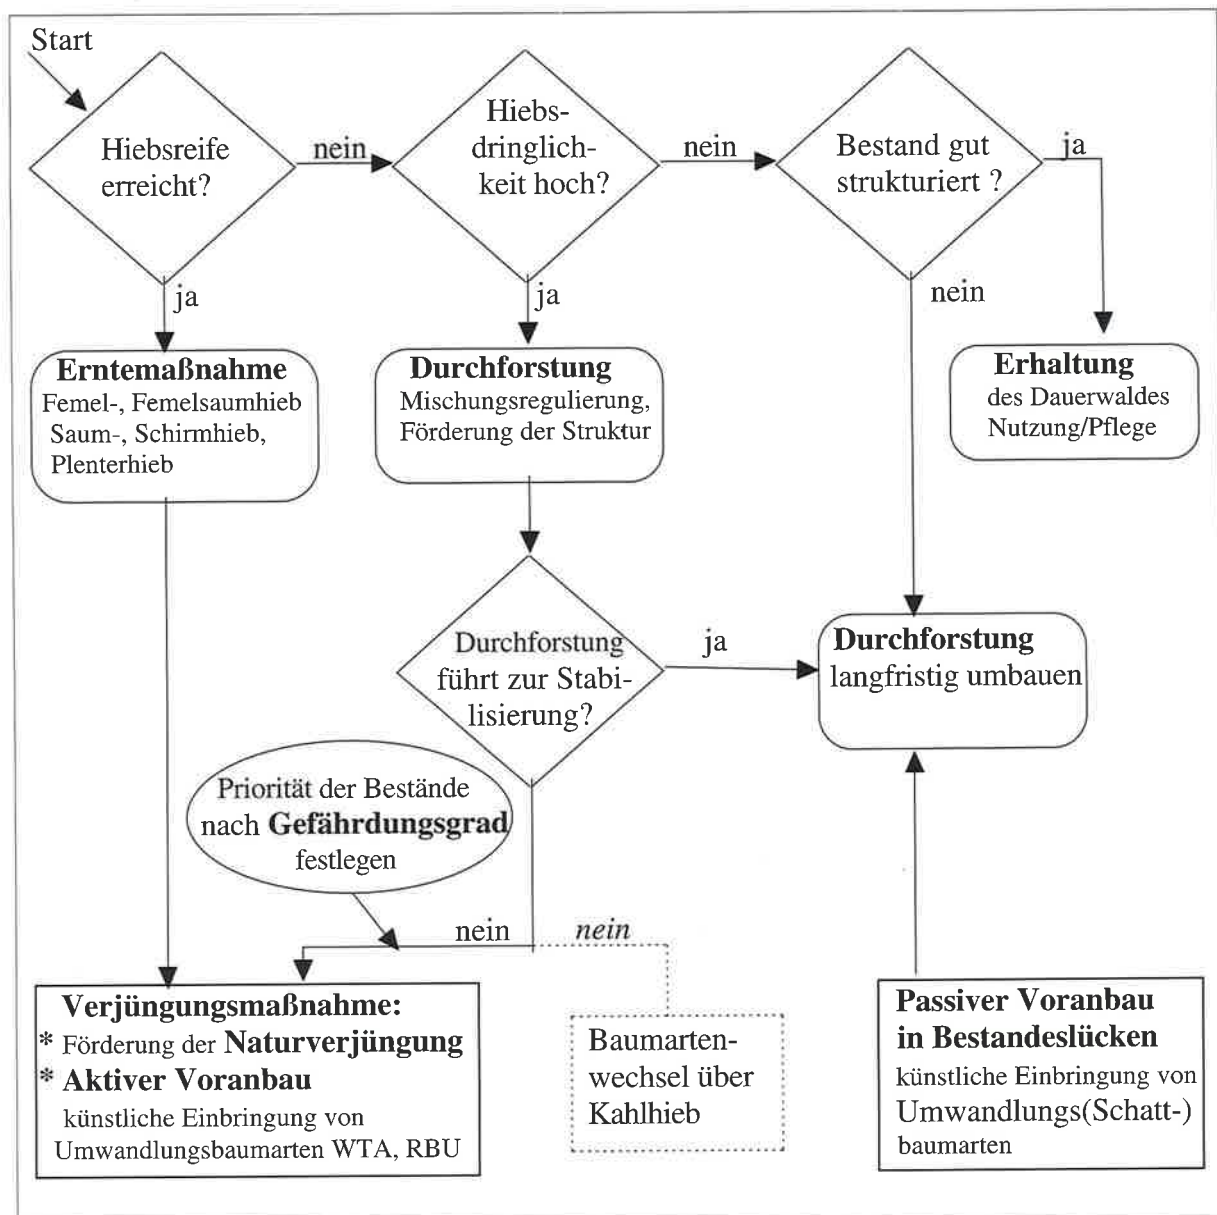 Start
Hiebsreife
erreicht?
nein
Hiebs-
dringlich-
keit hoch?
nein
Bestand gut
strukturiert ?
ja
ja
ja
nein
Erntemaßnahme
Femel-, Femelsaumhieb
Saum-, Schirmhieb,
Plenterhieb
Durchforstung
Mischungsregulierung,
Förderung der Struktur
Erhaltung
des Dauerwaldes
Nutzung/Pflege
Durchforstung
führt zur Stabi-
lisierung?
ja
Durchforstung
langfristig umbauen
Priorität der Bestände
nach Gefährdungsgrad
festlegen
nein
nein
Verjüngungsmaßnahme:
* Förderung der Naturverjüngung
* Aktiver Voranbau
künstliche Einbringung von
Umwandlungsbaumarten WTA, RBU
Baumarten-
wechsel über
Kahlhieb
Passiver Voranbau
in Bestandeslücken
künstliche Einbringung von
Umwandlungs(Schatt-)
baumarten